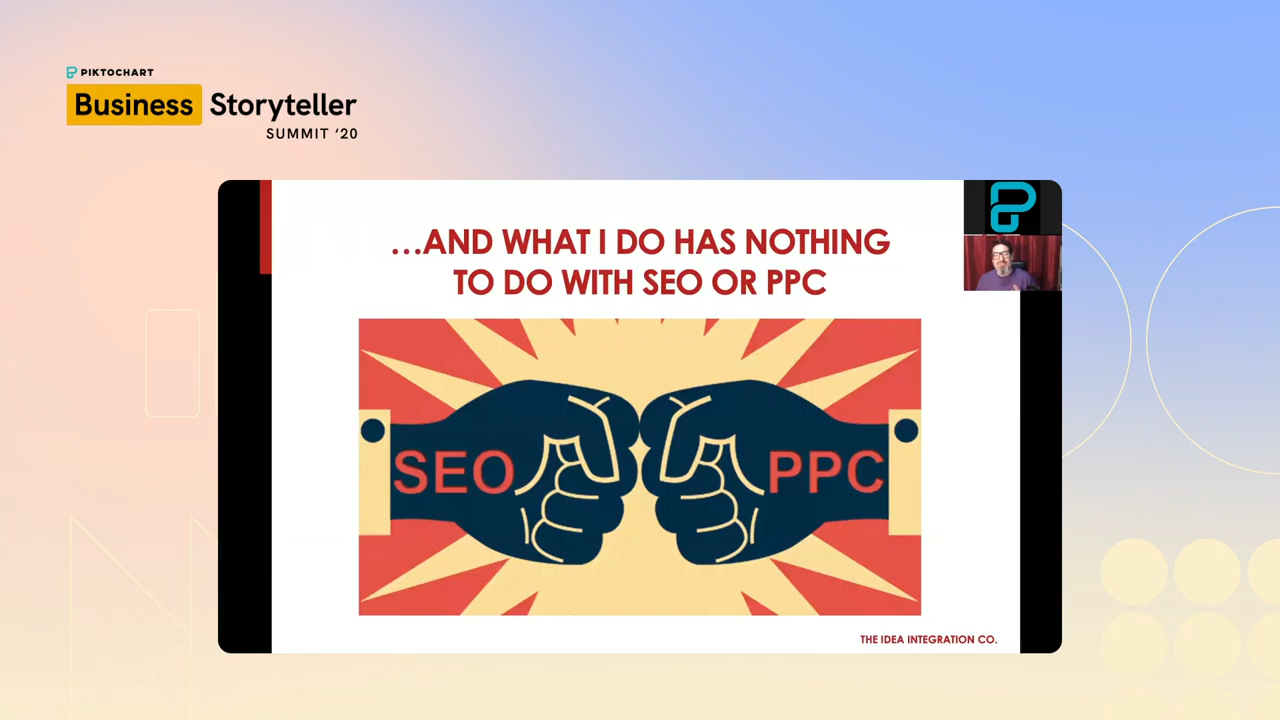 PIKTOCHART
Business Storyteller
SUMMIT ‘20
…AND WHAT I DO HAS NOTHING
TO DO WITH SEO OR PPC
SEO
PPC
THE IDEA INTEGRATION CO.